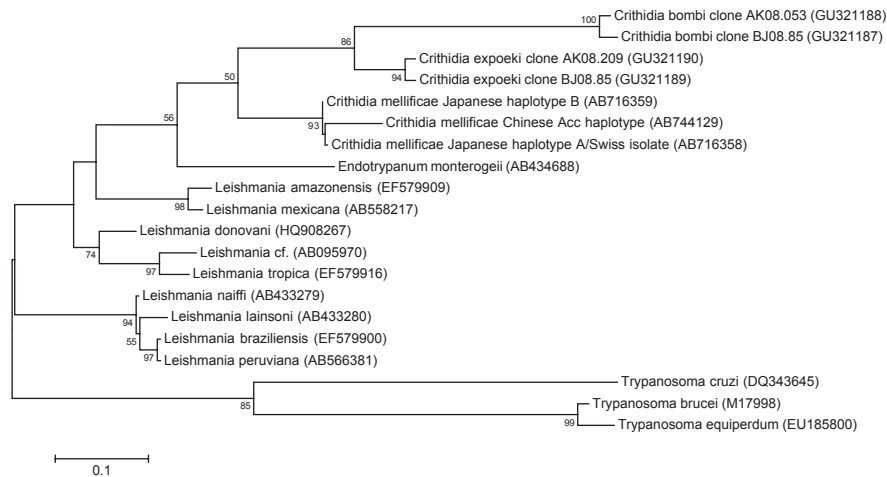 100
Crithidia bombi clone AK08.053 (GU321188)
Crithidia bombi clone BJ08.85 (GU321187)
86
Crithidia expoeki clone AK08.209 (GU321190)
94
Crithidia expoeki clone BJ08.85 (GU321189)
50
Crithidia mellificae Japanese haplotype B (AB716359)
93
Crithidia mellificae Chinese Acc haplotype (AB744129)
Crithidia mellificae Japanese haplotype A/Swiss isolate (AB716358)
56
Endotrypanum monterogeii (AB434688)
Leishmania amazonensis (EF579909)
98
Leishmania mexicana (AB558217)
Leishmania donovani (HQ908267)
74
Leishmania cf. (AB095970)
97
Leishmania tropica (EF579916)
Leishmania naiffi (AB433279)
94
Leishmania lainsoni (AB433280)
55
Leishmania braziliensis (EF579900)
97
Leishmania peruviana (AB566381)
Trypanosoma cruzi (DQ343645)
85
Trypanosoma brucei (M17998)
99
Trypanosoma equiperdum (EU185800)
0.1